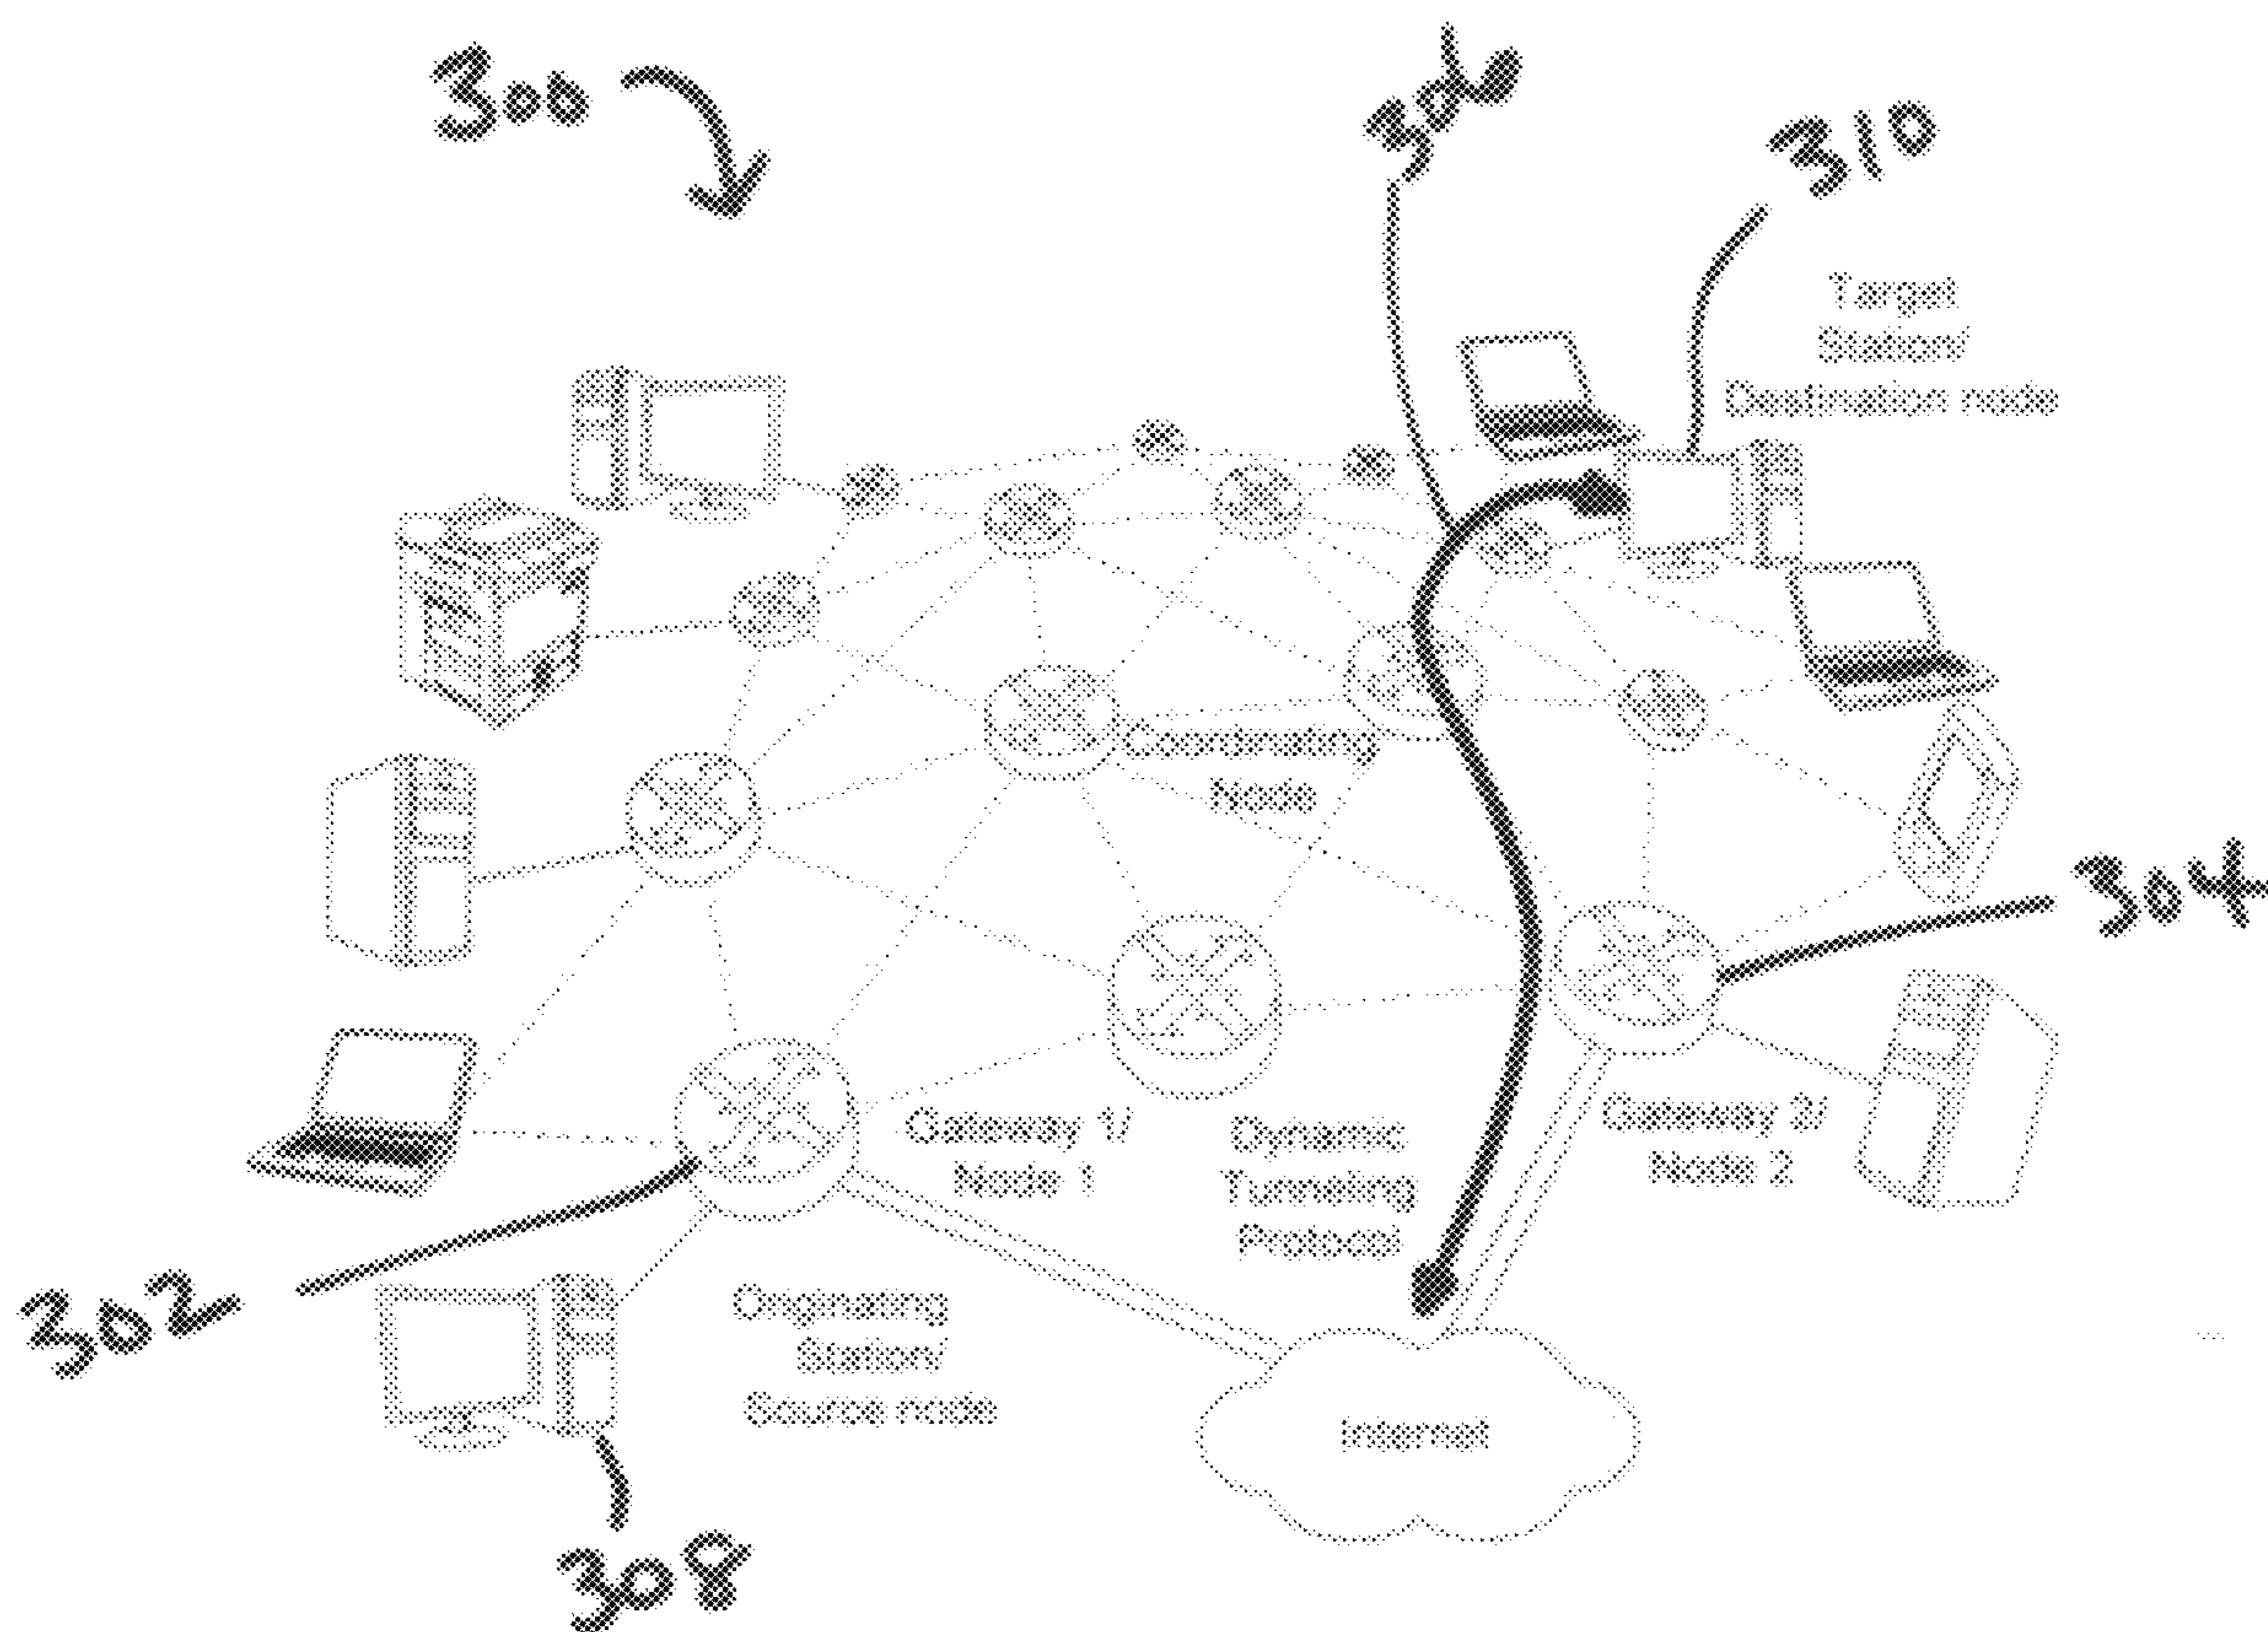 300
306
310
Target
Station/
Destination node
Coordinating
Node
304
Gateway 1/
Node 1
Dynamic
Tunneling
Protocol
Gateway 2/
Node 2
302
Originating
Station/
Source node
Internet
308